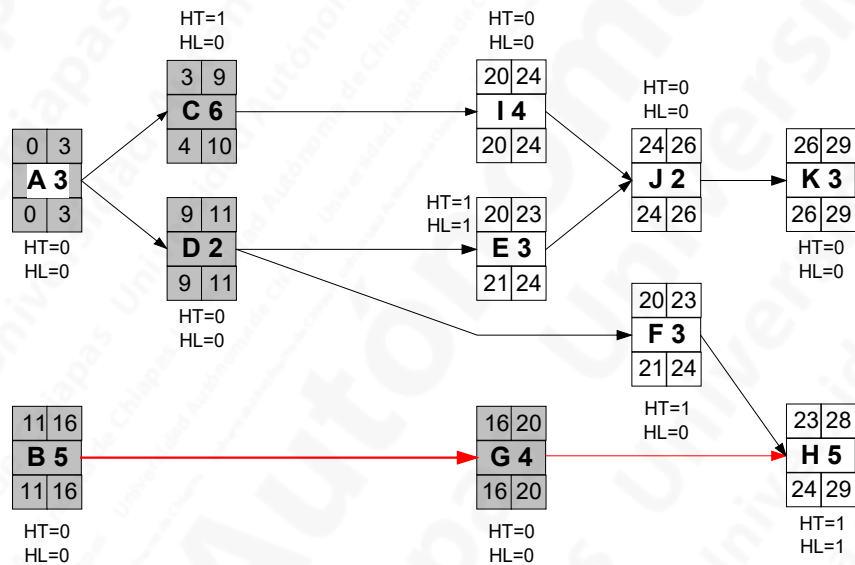 HT=1
HL=0
3 9
C 6
4 10
HT=0
HL=0
20 24
I 4
20 24
HT=0
HL=0
24 26
J 2
24 26
0 3
A 3
0 3
HT=0
HL=0
26 29
K 3
26 29
HT=0
HL=0
9 11
D 2
9 11
HT=0
HL=0
HT=1
HL=1
20 23
E 3
21 24
20 23
F 3
21 24
HT=1
HL=0
11 16
B 5
11 16
HT=0
HL=0
16 20
G 4
16 20
HT=0
HL=0
23 28
H 5
24 29
HT=1
HL=1
Universidad Autónoma de Chiapas